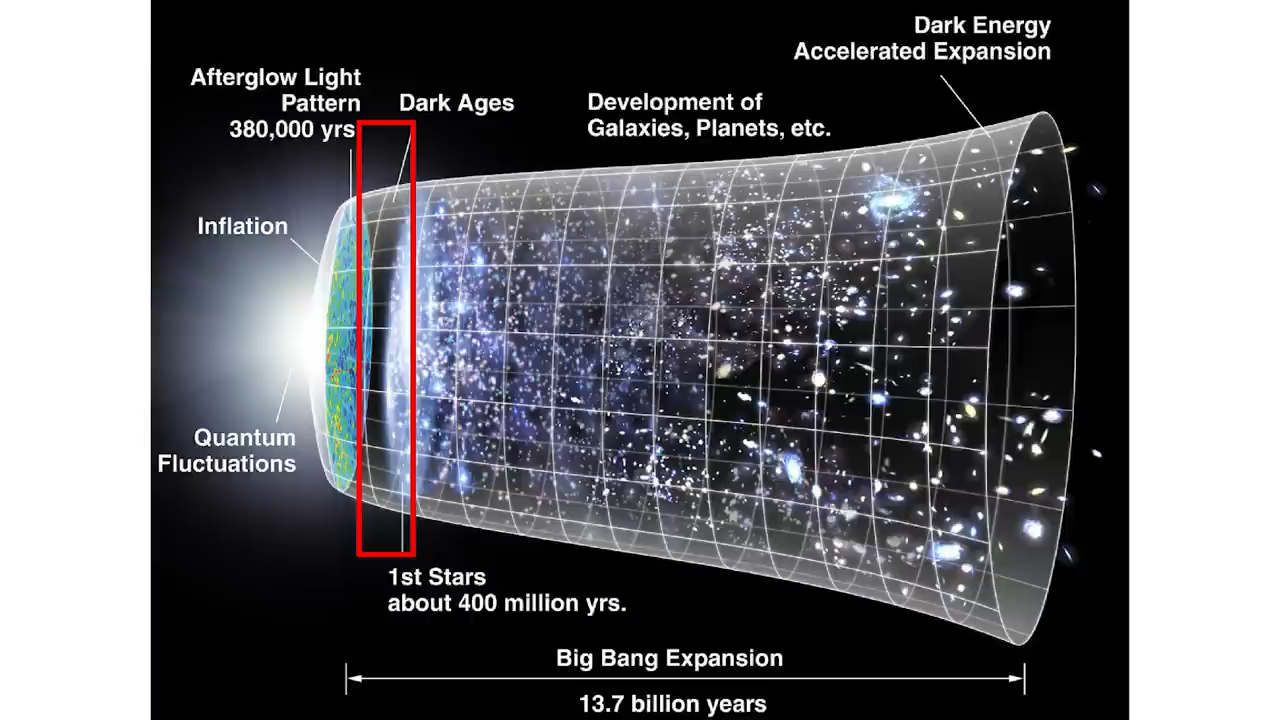 Dark Energy
Accelerated Expansion
Afterglow Light
Pattern
380,000 yrs
Dark Ages
Development of
Galaxies, Planets, etc.
Inflation
Quantum
Fluctuations
1st Stars
about 400 million yrs.
Big Bang Expansion
13.7 billion years